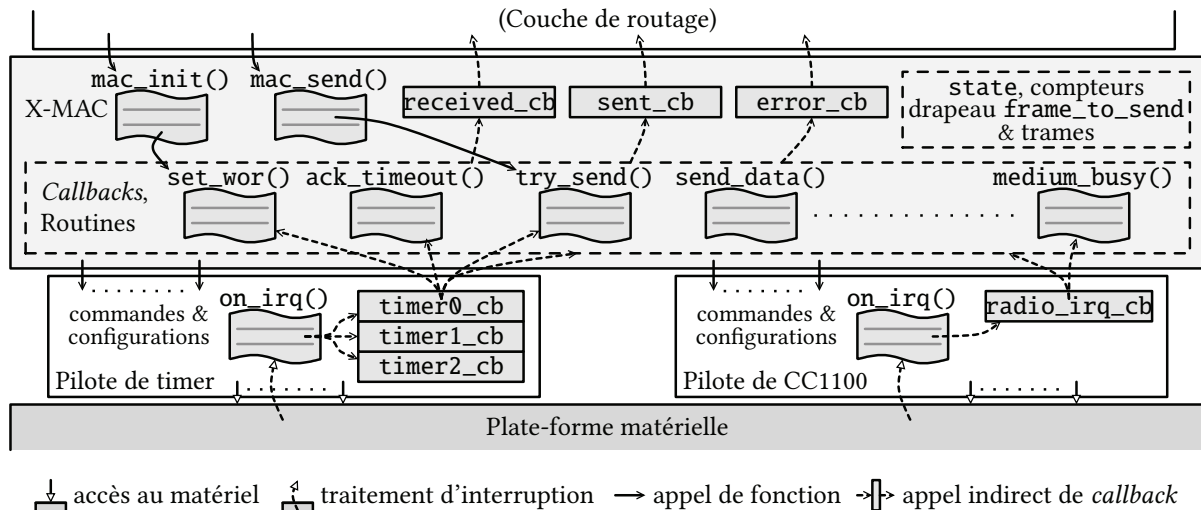 (Couche de routage)
mac_init()
mac_send()
X-MAC
received_cb
sent_cb
error_cb
state, compteurs
drapeau frame_to_send
& trames
Callbacks,
Routines
set_wor()
ack_timeout()
try_send()
send_data()
medium_busy()
commandes &
configurations
on_irq()
timer0_cb
timer1_cb
timer2_cb
Pilote de timer
commandes &
configurations
on_irq()
radio_irq_cb
Pilote de CC1100
Plate-forme matérielle
accès au matériel
traitement d'interruption
appel de fonction
appel indirect de callback